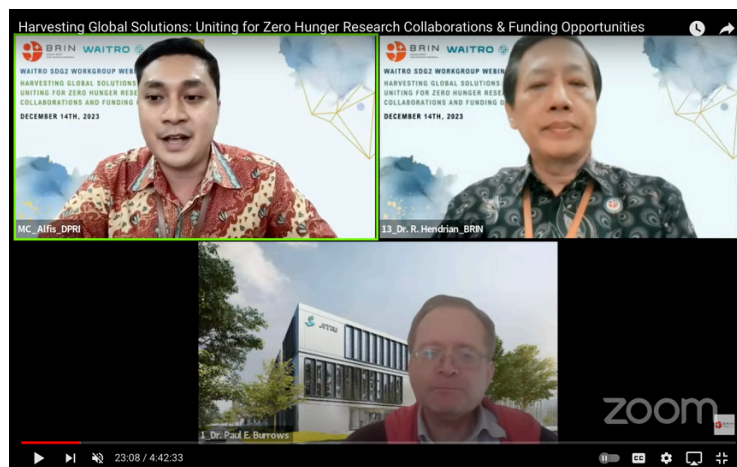 Harvesting Global Solutions: Uniting for Zero Hunger Research Collaborations & Funding Opportunities
BRIN WAITRO
WAITRO SDG2 WORKGROUP WEBIN
HARVESTING GLOBAL SOLUTIONS
UNITING FOR ZERO HUNGER RESE
COLLABORATIONS AND FUNDING
DECEMBER 14TH, 2023
MC_Alfis_DPRI
BRIN WAITRO
WAITRO SDG2 WORKGROUP WEBIN
HARVESTING GLOBAL SOLUTIONS
UNITING FOR ZERO HUNGER RESE
COLLABORATIONS AND FUNDING O
DECEMBER 14TH, 2023
13_Dr. R. Hendrian_BRIN
JITRI
1_Dr. Paul E. Burrows
zoom
23:08 / 4:42:33
CC